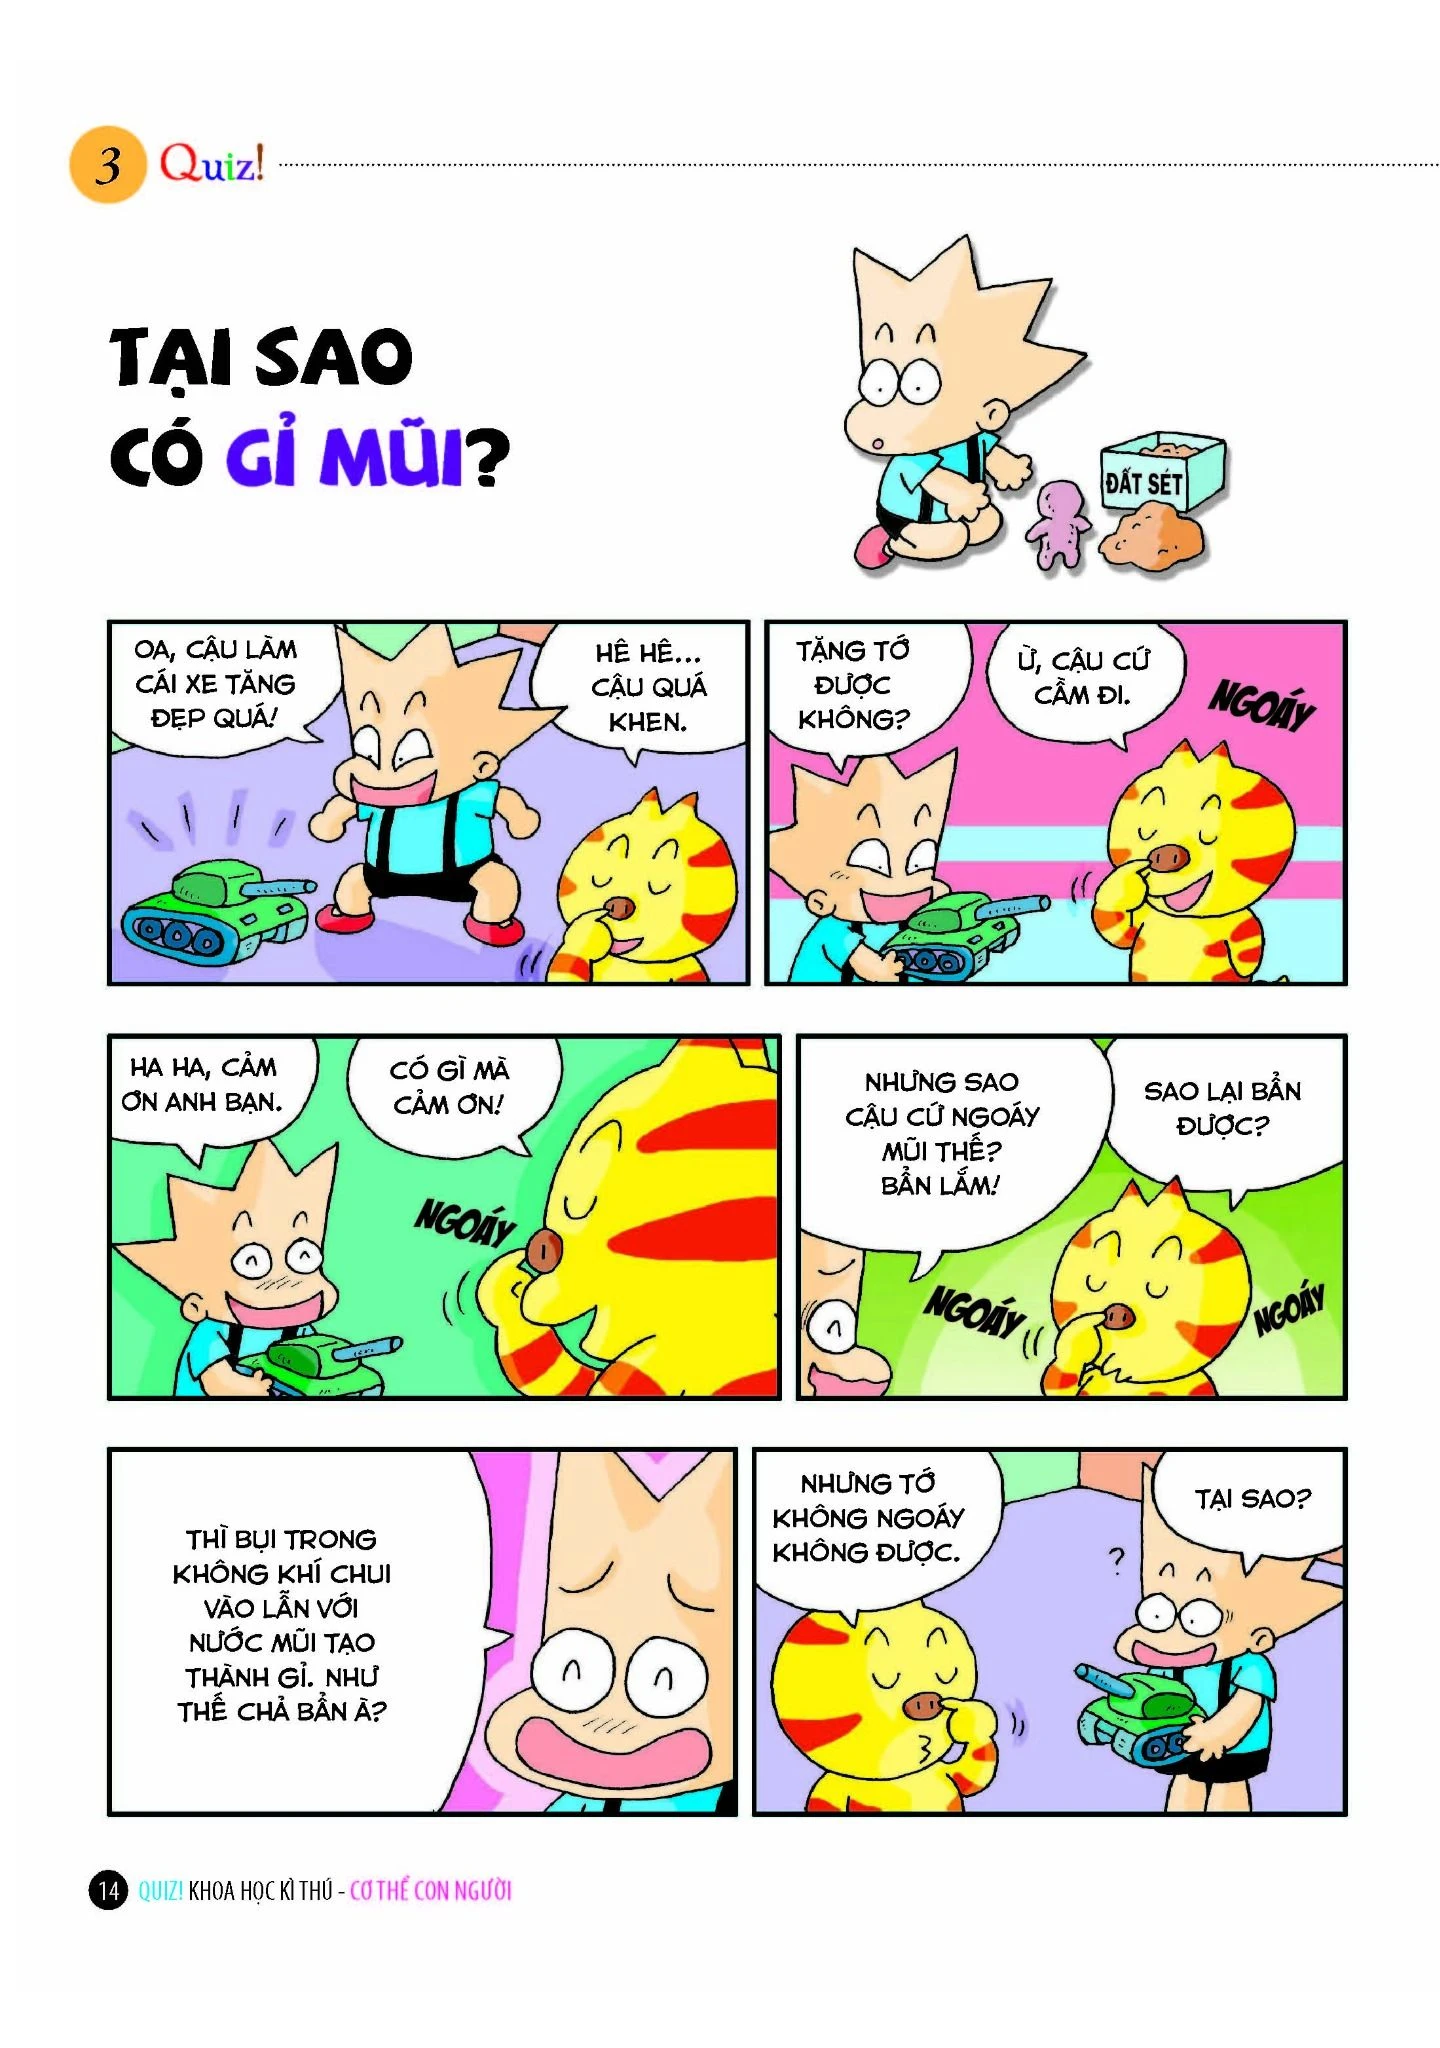 3 Quiz!
TẠI SAO
CÓ GỈ MŨI?
ĐẤT SÉT
OA, CẬU LÀM
CÁI XE TĂNG
ĐẸP QUÁ!
HÊ HÊ...
CẬU QUÁ
KHEN.
TẶNG TỚ
ĐƯỢC
KHÔNG?
Ừ, CẬU CỨ
CẦM ĐI.
NGOÁY
HA HA, CẢM
ƠN ANH BẠN.
CÓ GÌ MÀ
CẢM ƠN!
NGOÁY
NHƯNG SAO
CẬU CỨ NGOÁY
MŨI THẾ?
BẨN LẮM!
SAO LẠI BẨN
ĐƯỢC?
NGOÁY
NGOÁY
THÌ BỤI TRONG
KHÔNG KHÍ CHUI
VÀO LẪN VỚI
NƯỚC MŨI TẠO
THÀNH GỈ. NHƯ
THẾ CHẢ BẨN À?
NHƯNG TỚ
KHÔNG NGOÁY
KHÔNG ĐƯỢC.
?
TẠI SAO?
14 QUIZ! KHOA HỌC KÌ THÚ - CƠ THỂ CON NGƯỜI